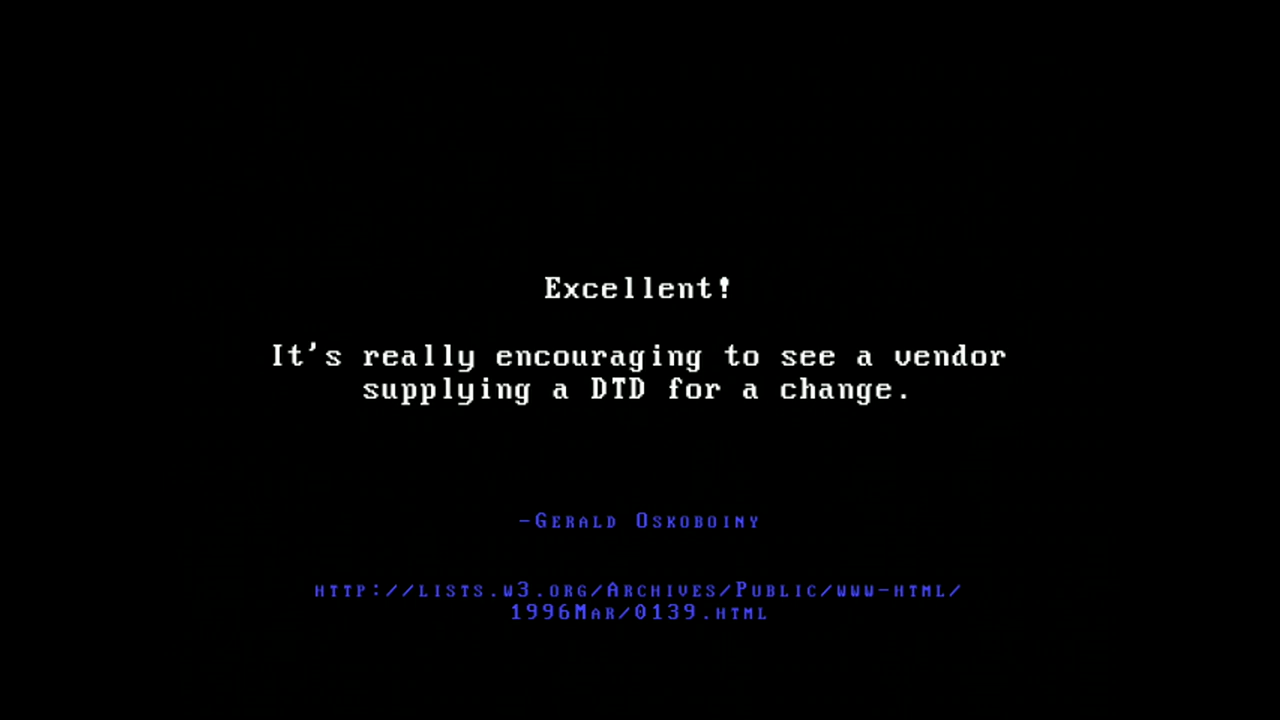 Excellent!
It's really encouraging to see a vendor
supplying a DTD for a change.
-Gerald Oskoboiny
http://lists.w3.org/Archives/Public/www-html/
1996Mar/0139.html